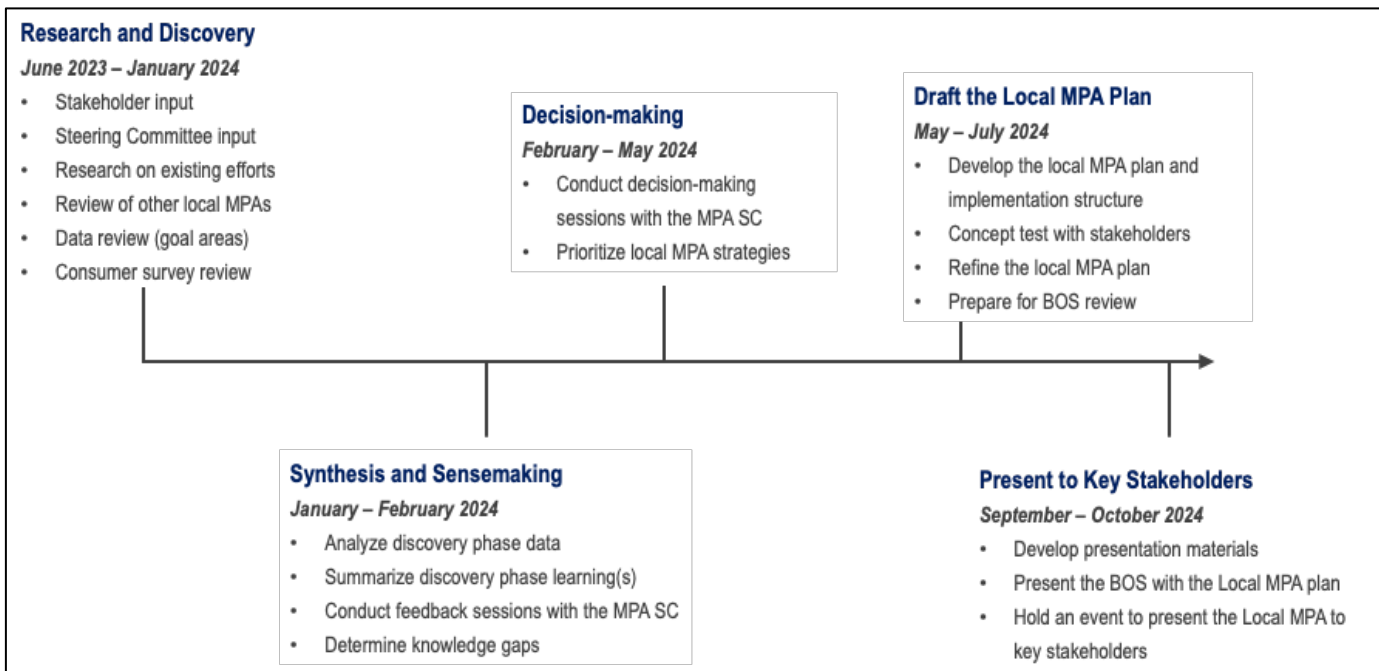 Research and Discovery
June 2023 – January 2024
• Stakeholder input
• Steering Committee input
• Research on existing efforts
• Review of other local MPAs
• Data review (goal areas)
• Consumer survey review
Decision-making
February – May 2024
• Conduct decision-making
sessions with the MPA SC
• Prioritize local MPA strategies
Draft the Local MPA Plan
May – July 2024
• Develop the local MPA plan and
implementation structure
• Concept test with stakeholders
• Refine the local MPA plan
• Prepare for BOS review
Synthesis and Sensemaking
January – February 2024
• Analyze discovery phase data
• Summarize discovery phase learning(s)
• Conduct feedback sessions with the MPA SC
• Determine knowledge gaps
Present to Key Stakeholders
September – October 2024
• Develop presentation materials
• Present the BOS with the Local MPA plan
• Hold an event to present the Local MPA to
key stakeholders